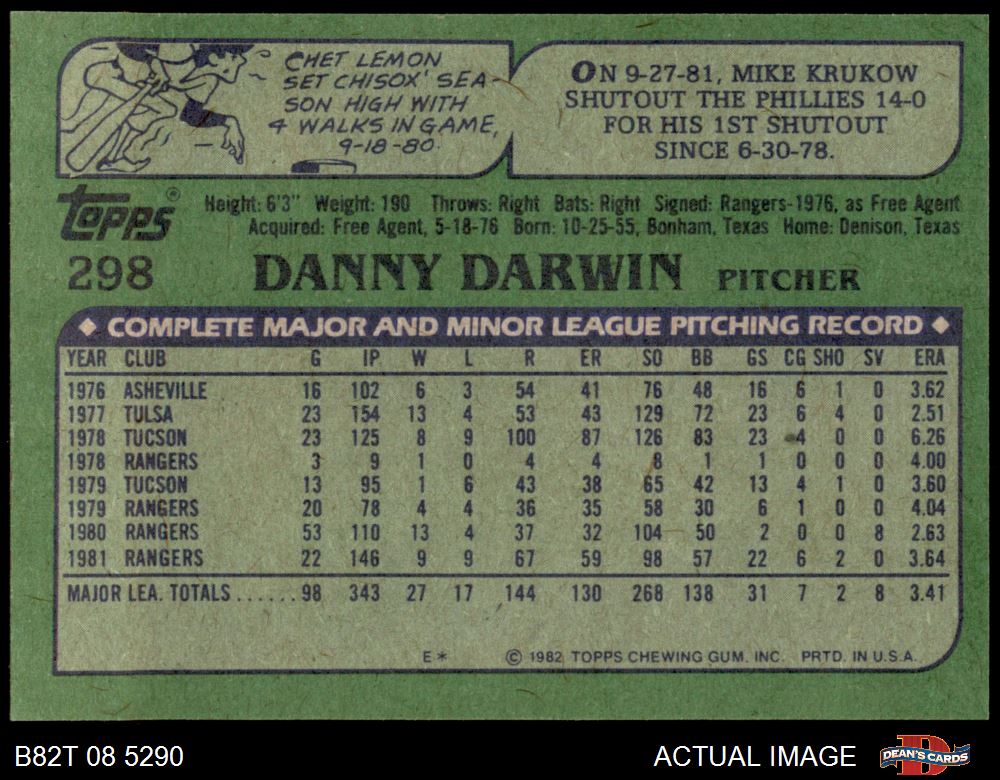 CHET LEMON
SET CHISOX' SEA-
SON HIGH WITH
4 WALKS IN GAME,
9-18-80.
ON 9-27-81, MIKE KRUKOW
SHUTOUT THE PHILLIES 14-0
FOR HIS 1ST SHUTOUT
SINCE 6-30-78.
Topps®
Height: 6'3" Weight: 190 Throws: Right Bats: Right Signed: Rangers-1976, as Free Agent
Acquired: Free Agent, 5-18-76 Born: 10-25-55, Bonham, Texas Home: Denison, Texas
298 DANNY DARWIN PITCHER
◆ COMPLETE MAJOR AND MINOR LEAGUE PITCHING RECORD ◆
YEAR CLUB G IP W L R ER SO BB GS CG SHO SV ERA
1976 ASHEVILLE 16 102 6 3 54 41 76 48 16 6 1 0 3.62
1977 TULSA 23 154 13 4 53 43 129 72 23 6 4 0 2.51
1978 TUCSON 23 125 8 9 100 87 126 83 23 4 0 0 6.26
1978 RANGERS 3 9 1 0 4 4 8 1 1 0 0 0 4.00
1979 TUCSON 13 95 1 6 43 38 65 42 13 4 1 0 3.60
1979 RANGERS 20 78 4 4 36 35 58 30 6 1 0 0 4.04
1980 RANGERS 53 110 13 4 37 32 104 50 2 0 0 8 2.63
1981 RANGERS 22 146 9 9 67 59 98 57 22 6 2 0 3.64
MAJOR LEA. TOTALS ...... 98 343 27 17 144 130 268 138 31 7 2 8 3.41
E* © 1982 TOPPS CHEWING GUM. INC. PRTD. IN U.S.A.
B82T 08 5290 ACTUAL IMAGE DEAN'S CARDS